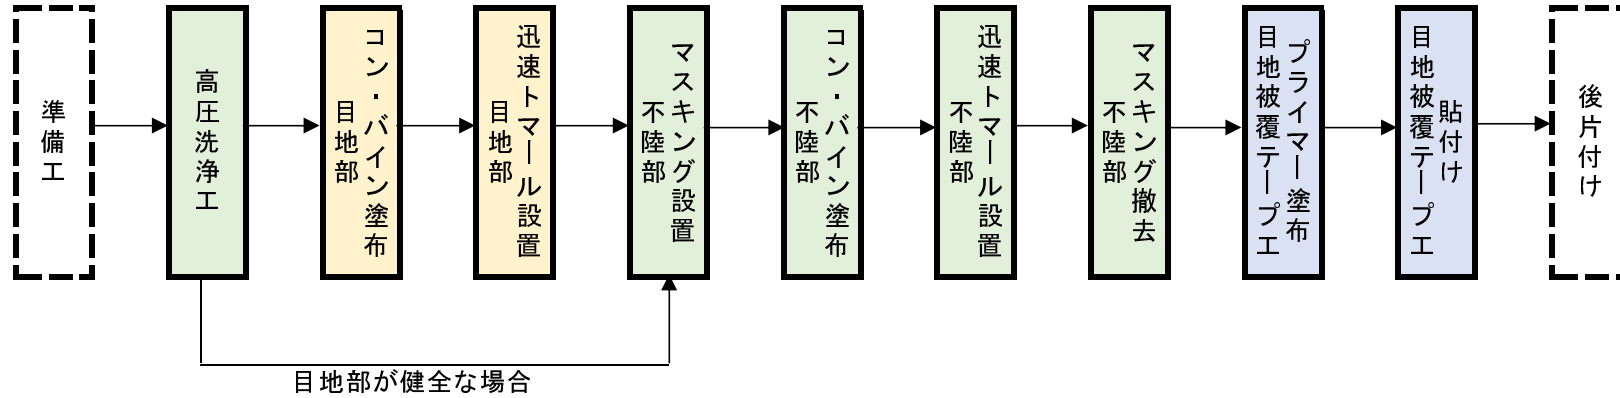 準備工
高圧洗浄工
目地部
コン・バイン塗布
目地部
迅速トマール設置
不陸部
マスキング設置
不陸部
コン・バイン塗布
不陸部
迅速トマール設置
不陸部
マスキング撤去
目地被覆テープ工
プライマー塗布
目地被覆テープ工
貼付け
後片付け
目地部が健全な場合